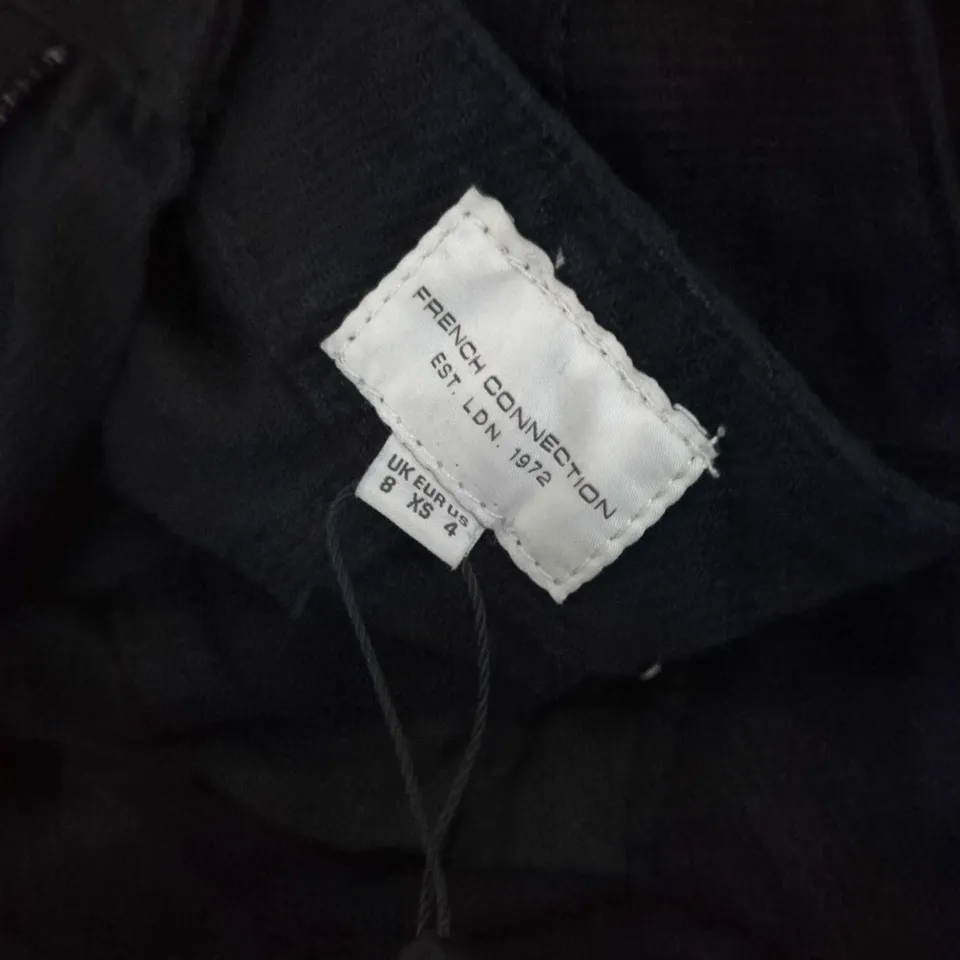 FRENCH CONNECTION
EST. LDN. 1972
UK EUR US
8 XS 4